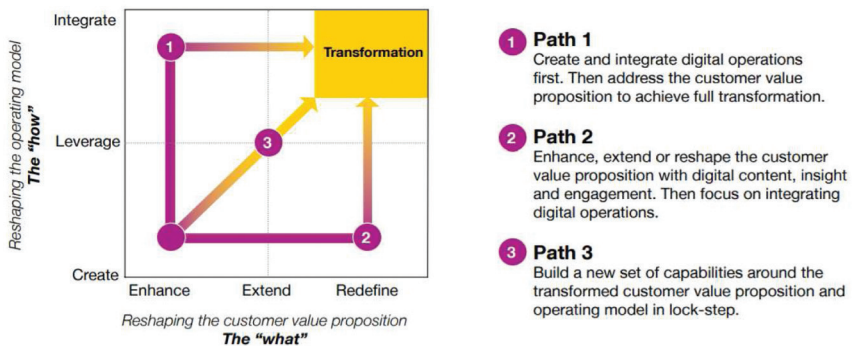 Integrate
Leverage
Create
Reshaping the operating model
The “how”
1
3
2
Transformation
Enhance
Extend
Redefine
Reshaping the customer value proposition
The “what”
1
Path 1
Create and integrate digital operations
first. Then address the customer value
proposition to achieve full transformation.
2
Path 2
Enhance, extend or reshape the customer
value proposition with digital content, insight
and engagement. Then focus on integrating
digital operations.
3
Path 3
Build a new set of capabilities around the
transformed customer value proposition and
operating model in lock-step.